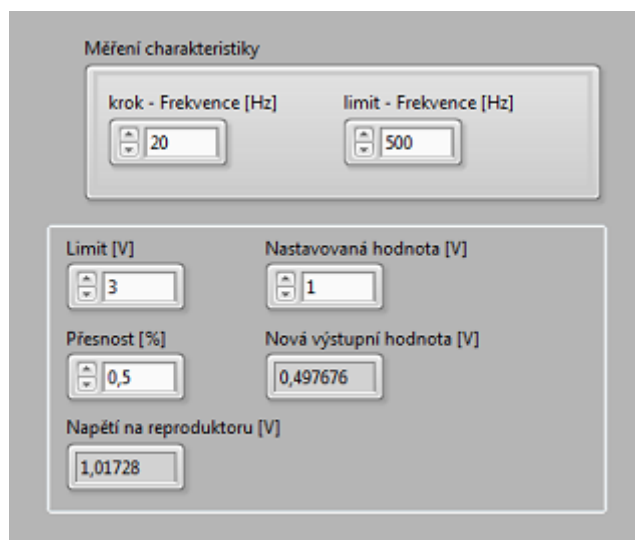 Měření charakteristiky
krok - Frekvence [Hz] limit - Frekvence [Hz]
20 500
Limit [V] Nastavovaná hodnota [V]
3 1
Přesnost [%] Nová výstupní hodnota [V]
0,5 0,497676
Napětí na reproduktoru [V]
1,01728